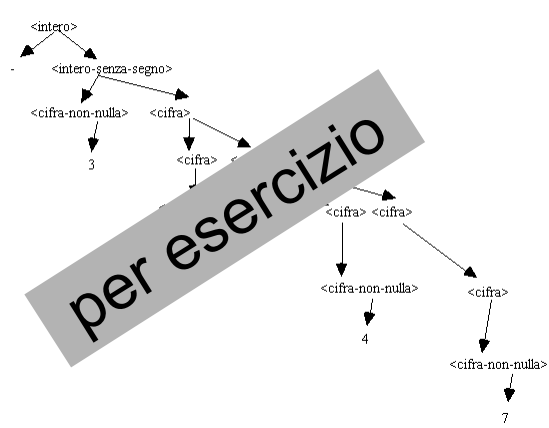 <intero>
- <intero-senza-segno>
<cifra-non-nulla> <cifra>
3 <cifra>
per esercizio
<cifra> <cifra>
<cifra-non-nulla> <cifra>
4
<cifra-non-nulla>
7